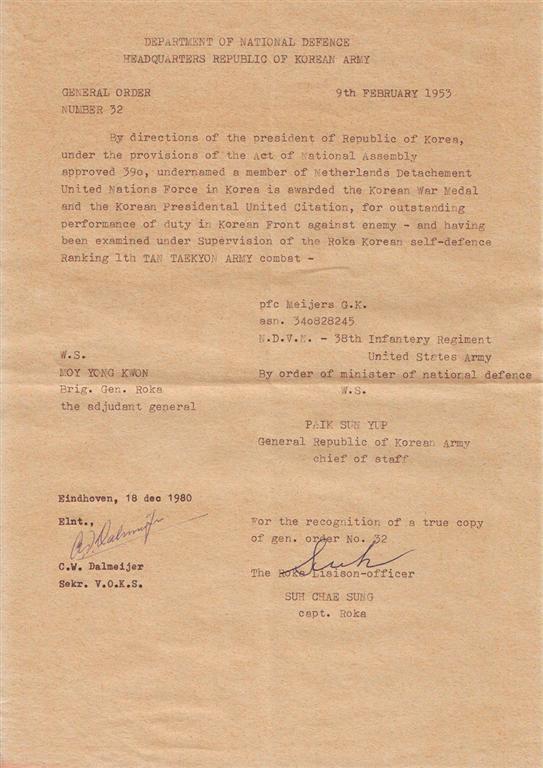 DEPARTMENT OF NATIONAL DEFENCE
HEADQUARTERS REPUBLIC OF KOREAN ARMY
GENERAL ORDER
NUMBER 32
9th FEBRUARY 1953
By directions of the president of Republic of Korea,
under the provisions of the Act of National Assembly
approved 39o, undernamed a member of Netherlands Detachement
United Nations Force in Korea is awarded the Korean War Medal
and the Korean Presidental United Citation, for outstanding
performance of duty in Korean Front against enemy - and having
been examined under Supervision of the Roka Korean self-defence
Ranking 1th TAN TAEKYON ARMY combat -
pfc Meijers G.K.
asn. 34o828245
N.D.V.N. - 38th Infantry Regiment
United States Army
By order of minister of national defence
W.S.
PAIK SUN YUP
General Republic of Korean Army
chief of staff
W.S.
MOY YONG KWON
Brig. Gen. Roka
the adjudant general
Eindhoven, 18 dec 1980
Elnt.,
C.W. Dalmeijer
Sekr. V.O.K.S.
For the recognition of a true copy
of gen. order No. 32
Suh
The Roka Liaison-officer
SUH CHAE SUNG
capt. Roka